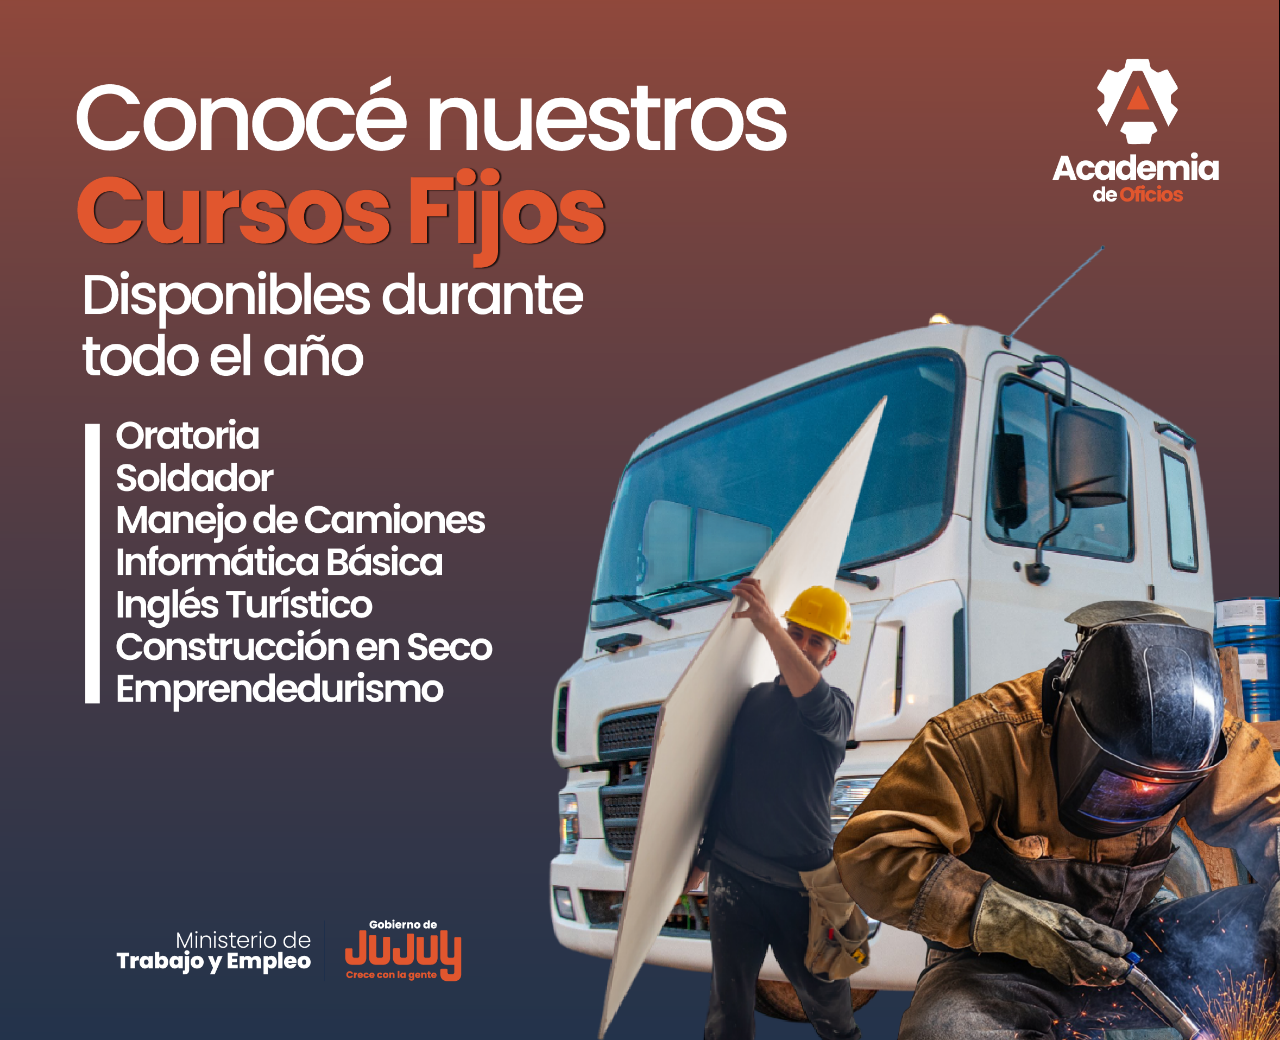 Conocé nuestros
Cursos Fijos
Disponibles durante
todo el año
Oratoria
Soldador
Manejo de Camiones
Informática Básica
Inglés Turístico
Construcción en Seco
Emprendedurismo
Academia
de Oficios
Ministerio de
Trabajo y Empleo
Gobierno de
JUJUY
Crece con la gente